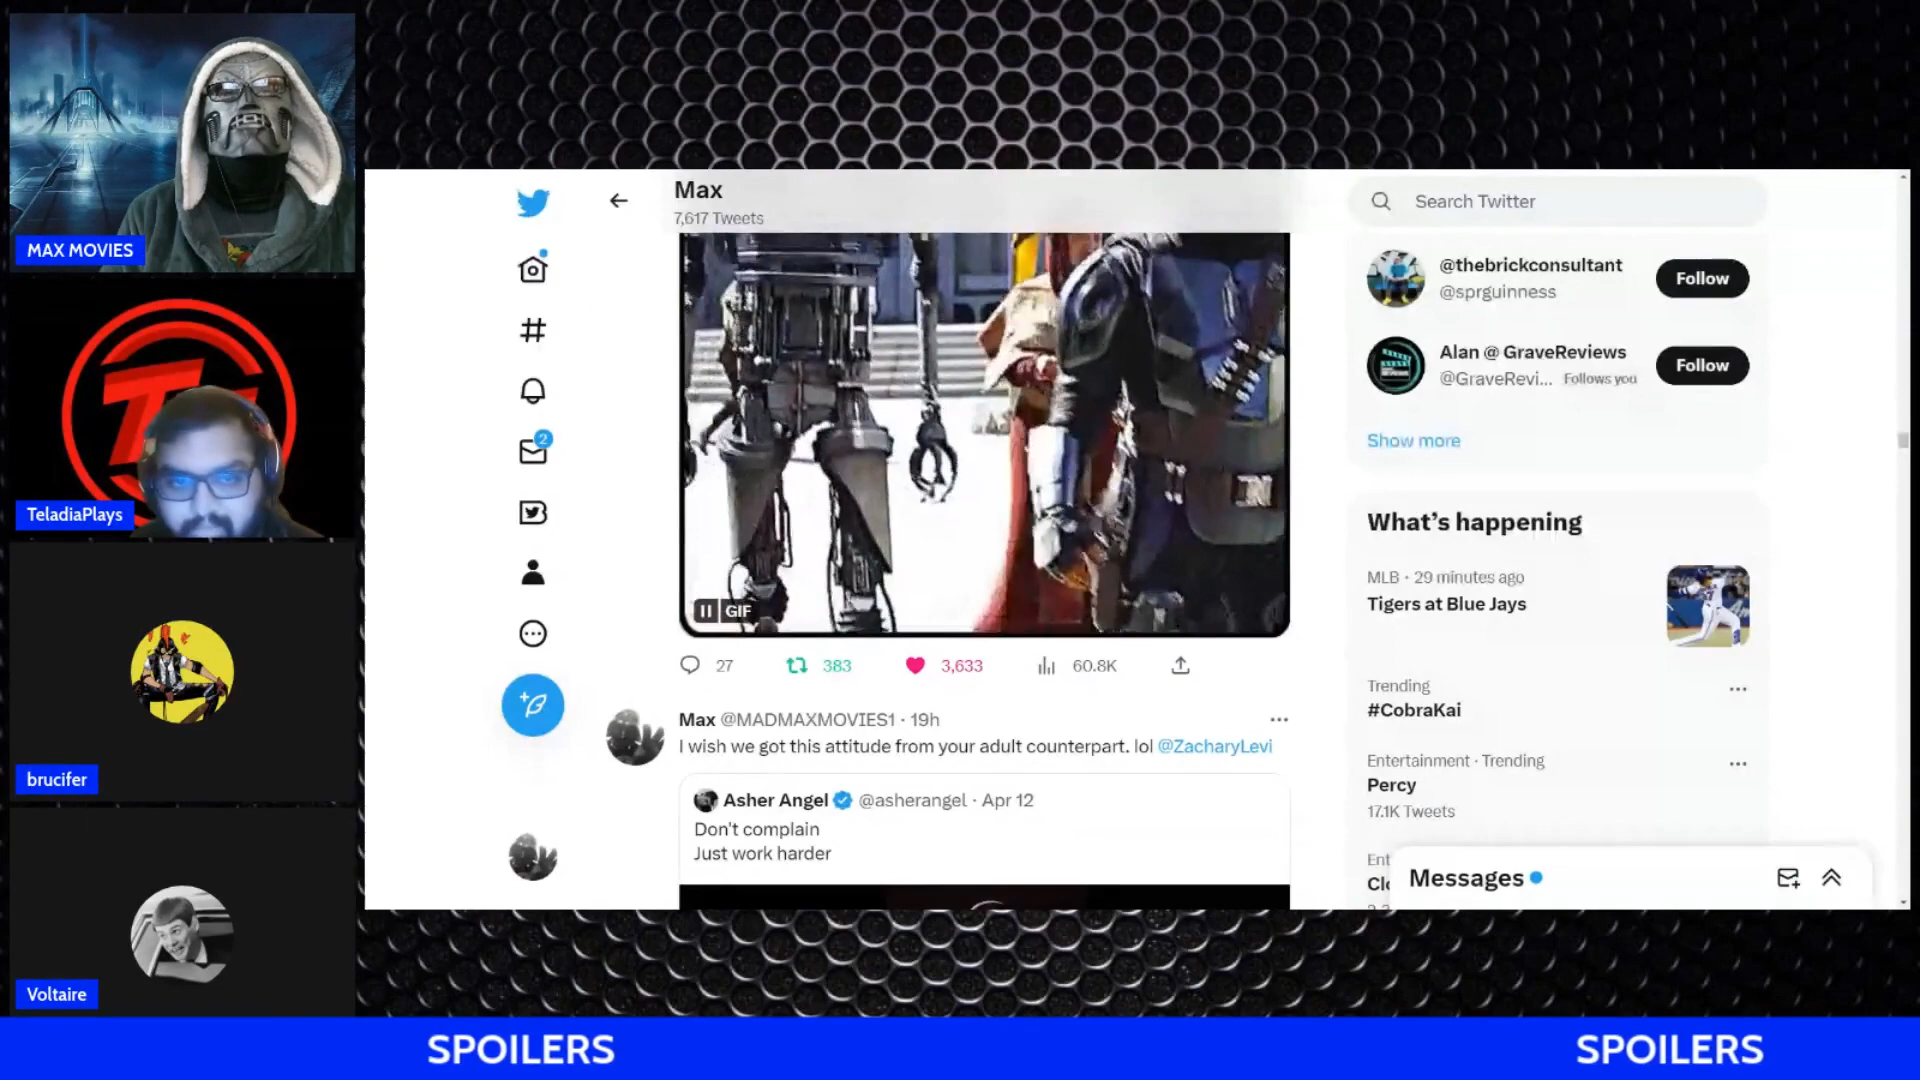 MAX MOVIES
TeladiaPlays
brucifer
Voltaire
Max
7,617 Tweets
2
GIF
27
383
3,633
60.8K
Max @MADMAXMOVIES1 · 19h
I wish we got this attitude from your adult counterpart. lol @ZacharyLevi
Asher Angel @asherangel · Apr 12
Don't complain
Just work harder
Search Twitter
@thebrickconsultant
@sprguinness
Follow
Alan @ GraveReviews
@GraveRevi... Follows you
Follow
Show more
What's happening
MLB · 29 minutes ago
Tigers at Blue Jays
Trending
#CobraKai
Entertainment · Trending
Percy
17.1K Tweets
Ent
Messages
SPOILERS
SPOILERS